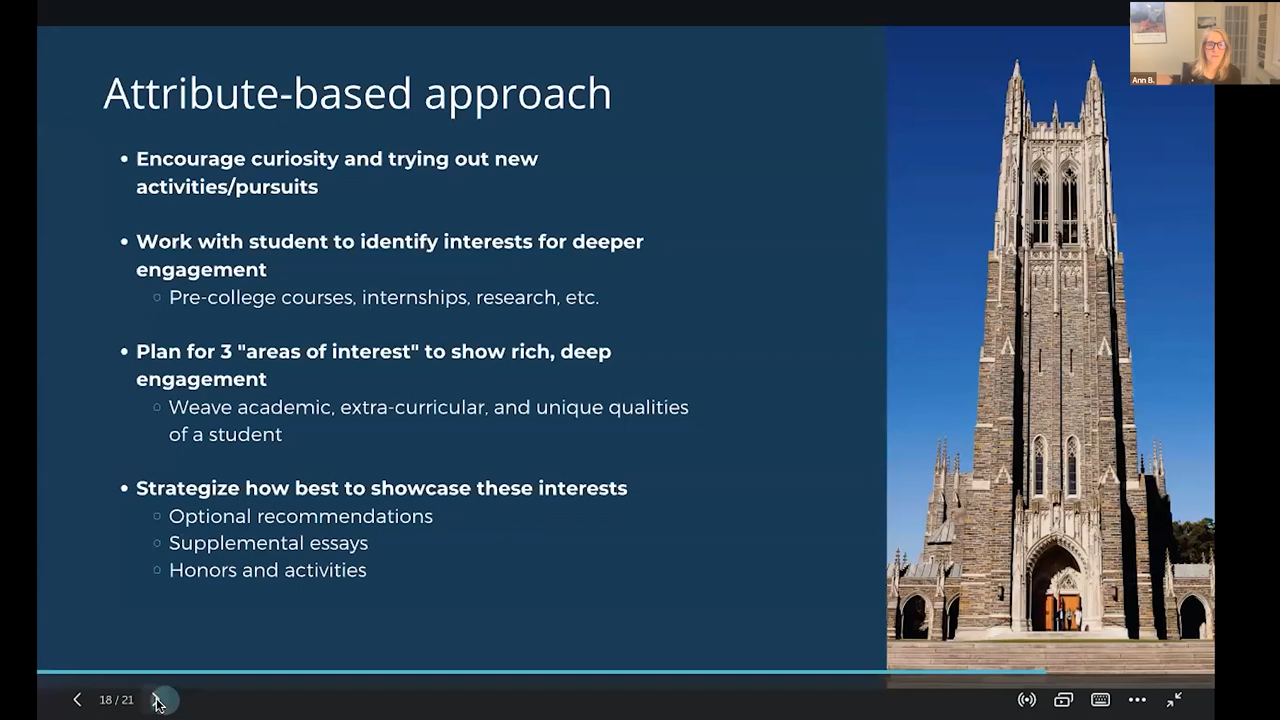 Ann B.
Attribute-based approach
• Encourage curiosity and trying out new
activities/pursuits
• Work with student to identify interests for deeper
engagement
○ Pre-college courses, internships, research, etc.
• Plan for 3 "areas of interest" to show rich, deep
engagement
○ Weave academic, extra-curricular, and unique qualities
of a student
• Strategize how best to showcase these interests
○ Optional recommendations
○ Supplemental essays
○ Honors and activities
18 / 21